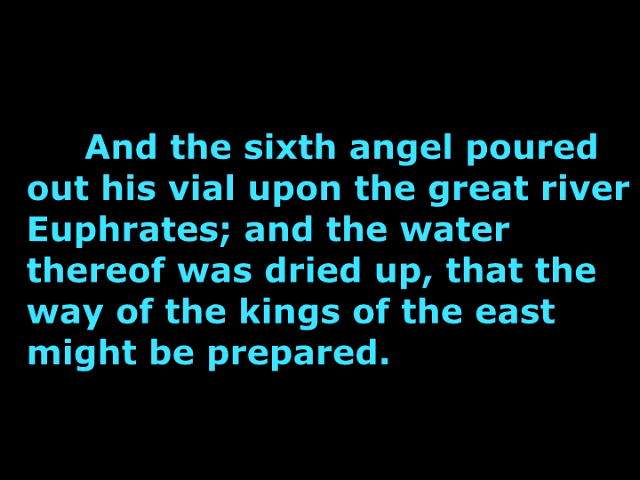 And the sixth angel poured
out his vial upon the great river
Euphrates; and the water
thereof was dried up, that the
way of the kings of the east
might be prepared.